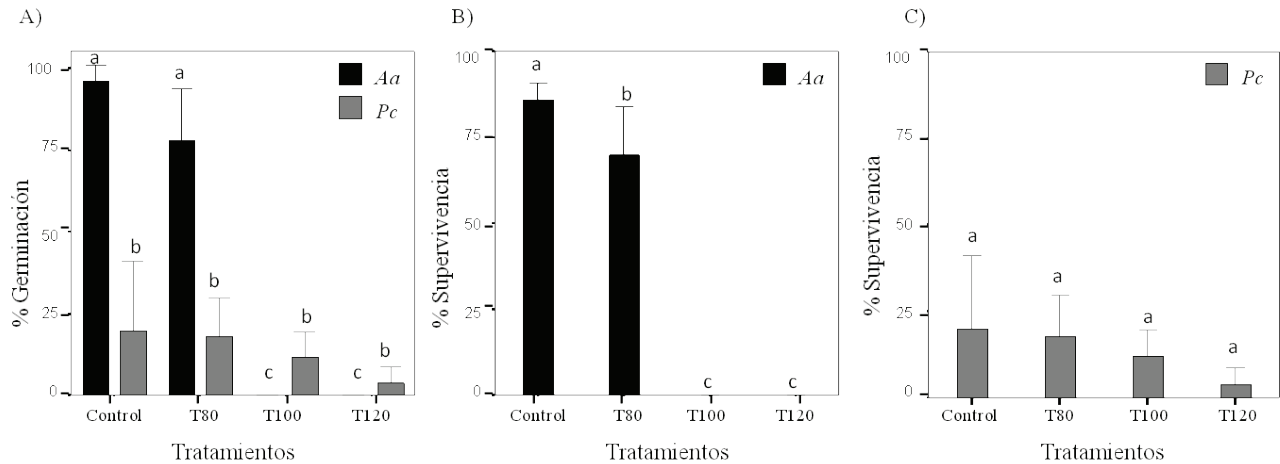 A)
% Germinación
100
75
50
25
0
a
a
b
b
c
b
c
b
Aa
Pc
Control
T80
T100
T120
Tratamientos
B)
% Supervivencia
100
75
50
25
0
a
b
c
c
Aa
Control
T80
T100
T120
Tratamientos
C)
% Supervivencia
100
75
50
25
0
a
a
a
a
Pc
Control
T80
T100
T120
Tratamientos